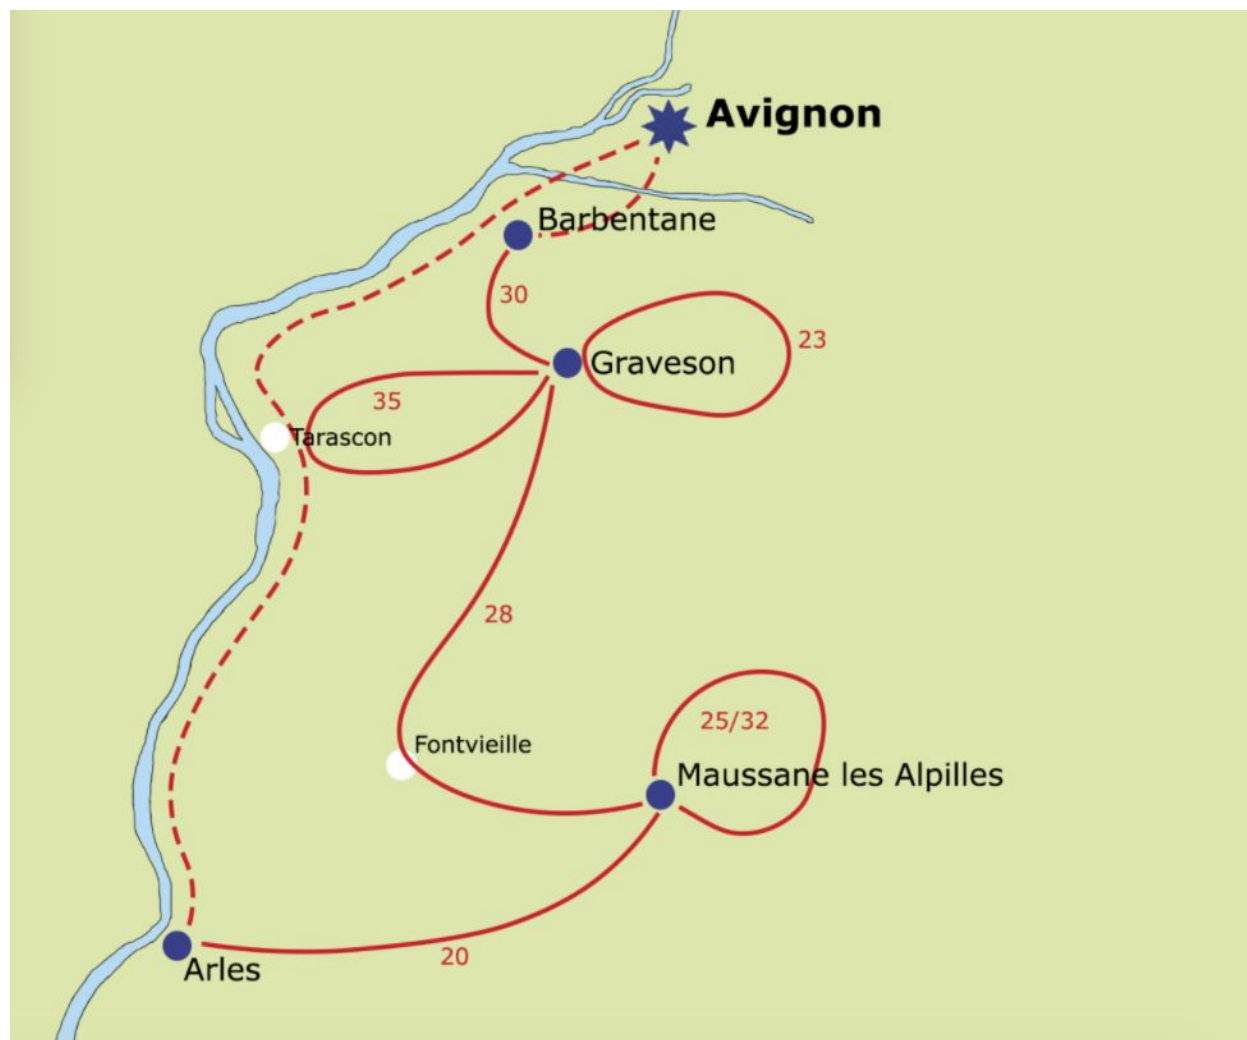 Avignon
Barbentane
30
23
Graveson
35
Tarascon
28
25/32
Fontvieille
Maussane les Alpilles
20
Arles